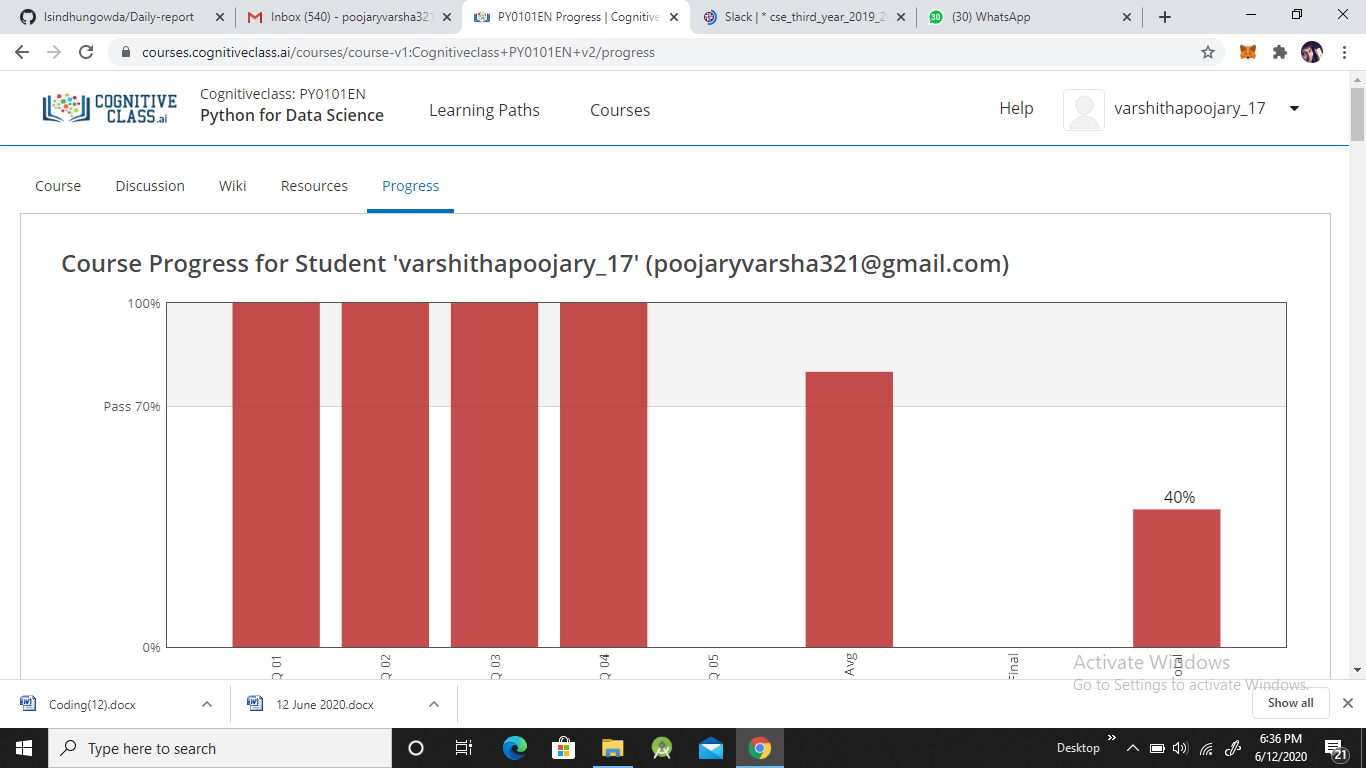 lsindhungowda/Daily-report
Inbox (540) - poojaryvarsha321
PY0101EN Progress | Cognitive
Slack | * cse_third_year_2019_2
30
(30) WhatsApp
courses.cognitiveclass.ai/courses/course-v1:Cognitiveclass+PY0101EN+v2/progress
COGNITIVE
CLASS.ai
Cognitiveclass: PY0101EN
Python for Data Science
Learning Paths
Courses
Help
varshithapoojary_17
Course
Discussion
Wiki
Resources
Progress
Course Progress for Student 'varshithapoojary_17' (poojaryvarsha321@gmail.com)
100%
Pass 70%
0%
40%
Q 01
Q 02
Q 03
Q 04
Q 05
Avg
Final
otal
Activate Windows
Go to Settings to activate Windows.
Coding(12).docx
12 June 2020.docx
Show all
Type here to search
Desktop
6:36 PM
6/12/2020
21